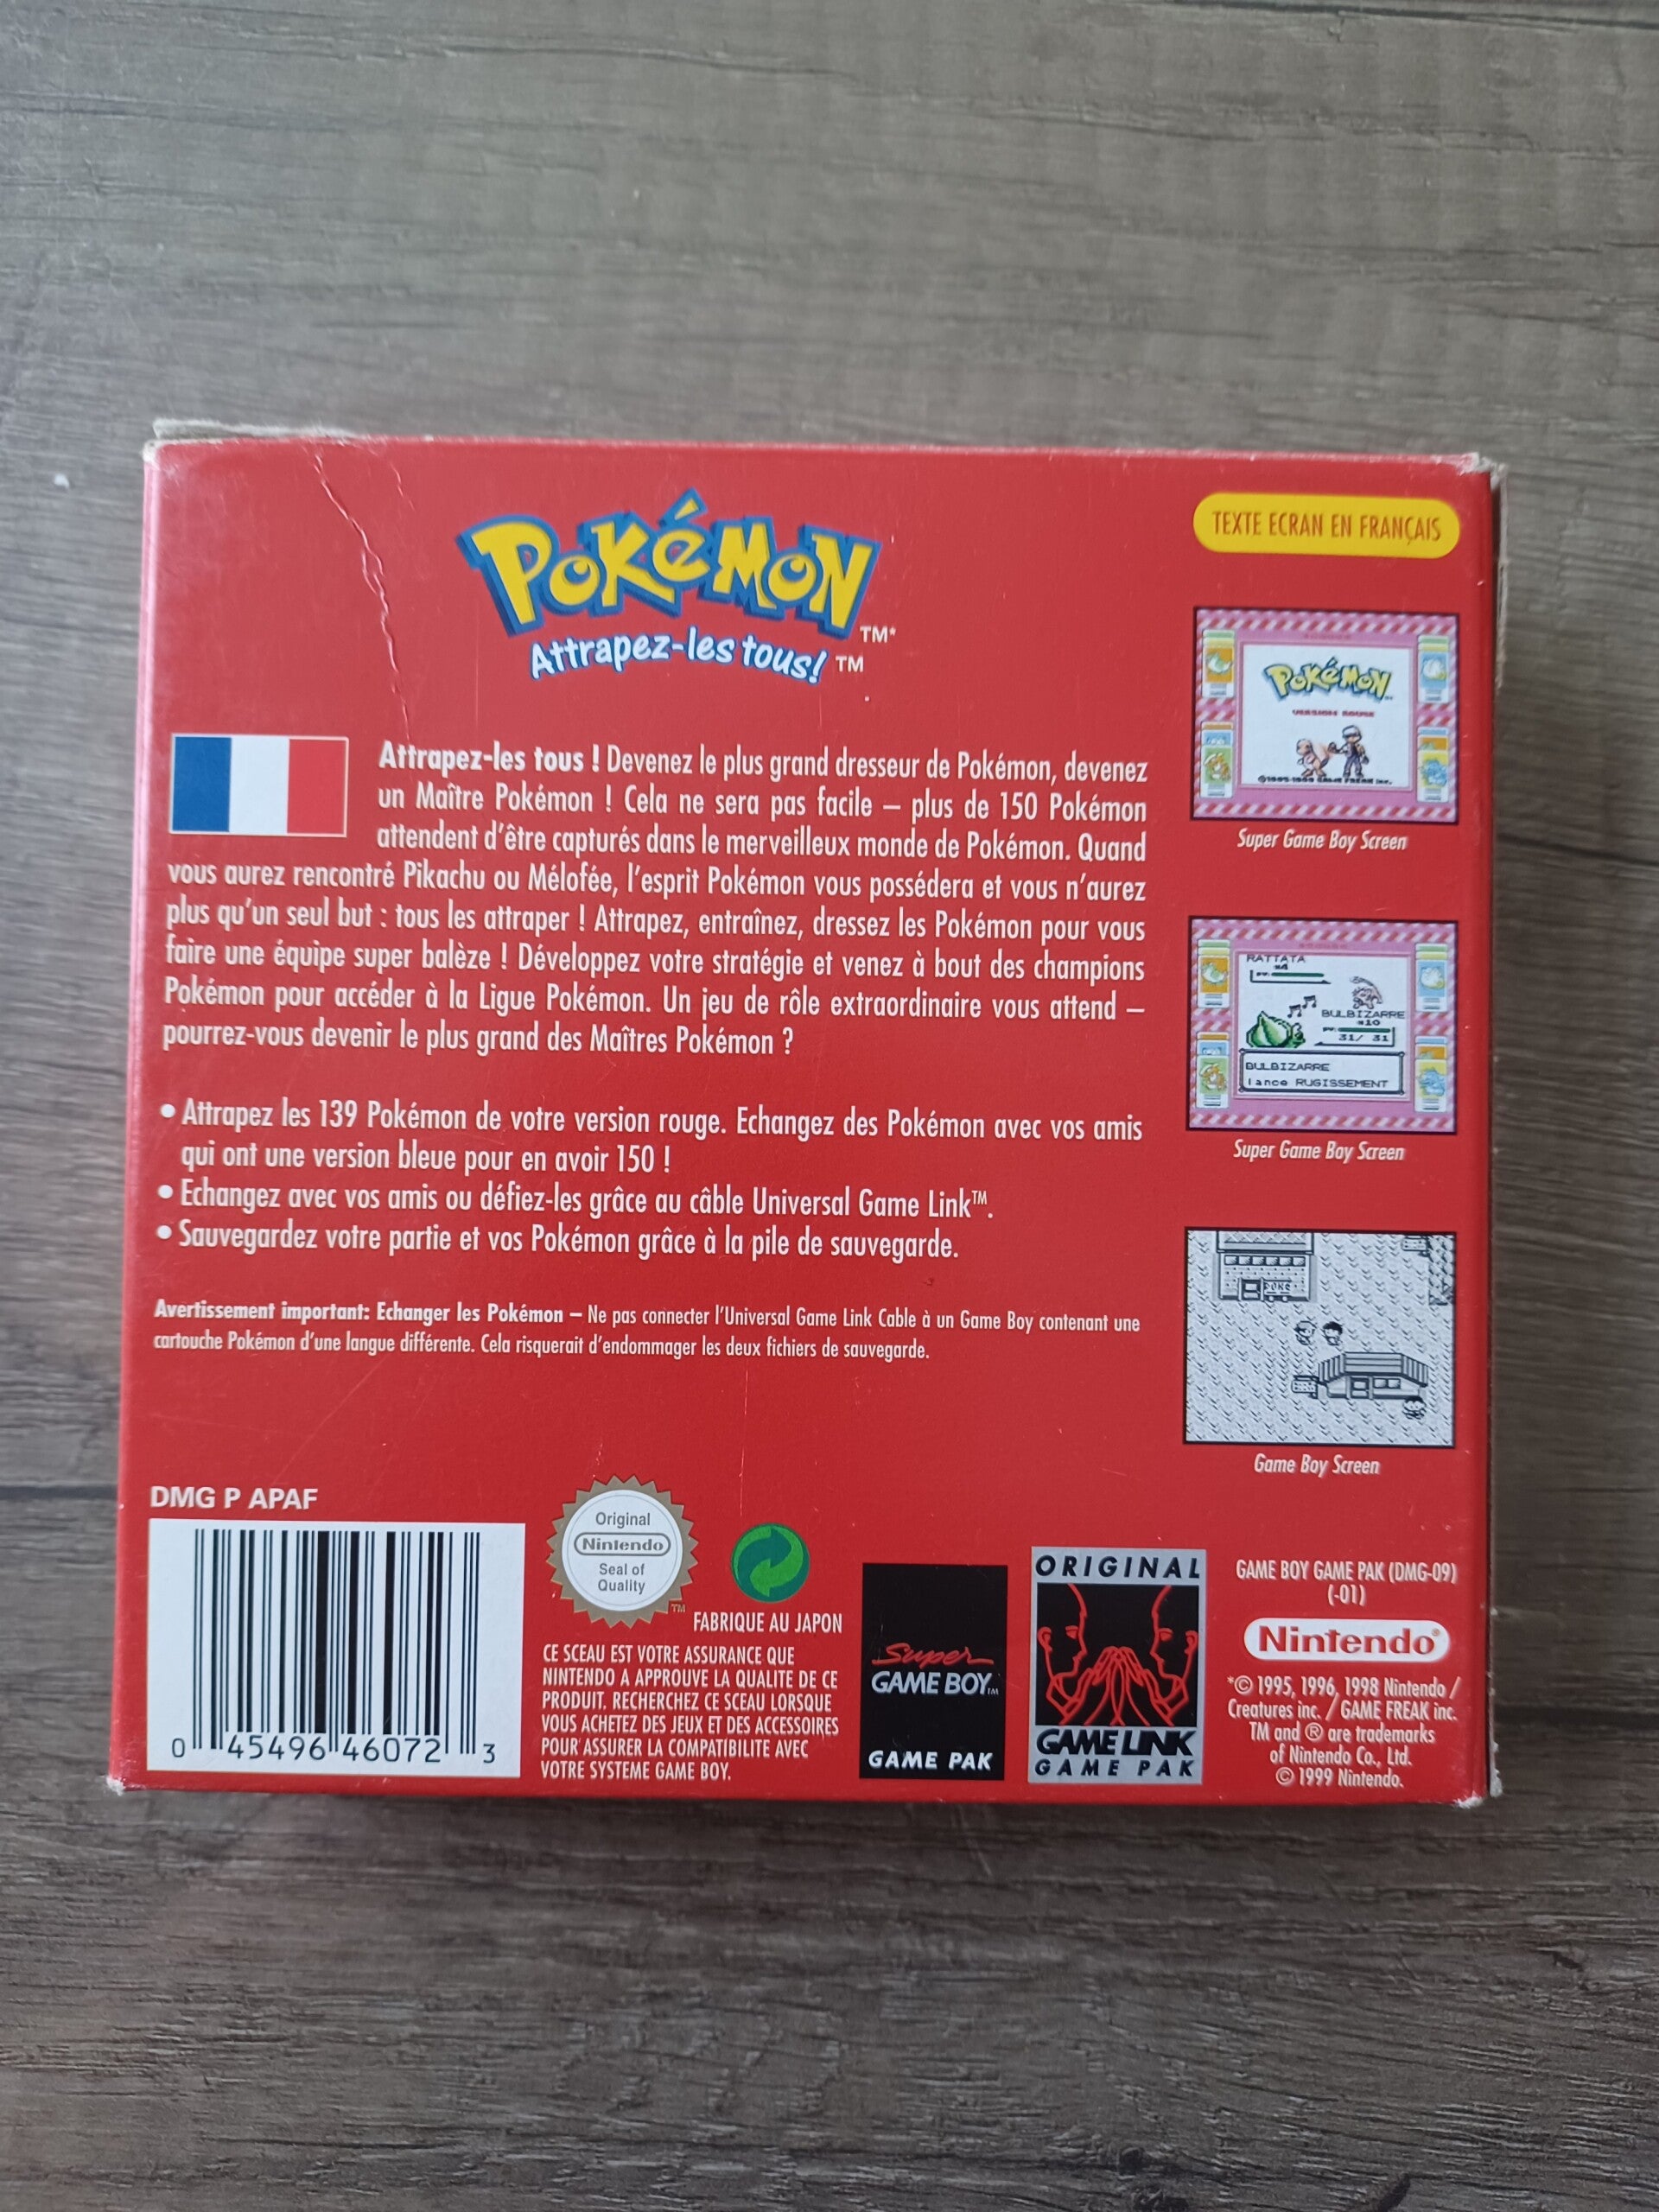 POKéMON
TM*
Attrapez-les tous! TM
TEXTE ECRAN EN FRANÇAIS
Attrapez-les tous ! Devenez le plus grand dresseur de Pokémon, devenez
un Maître Pokémon ! Cela ne sera pas facile – plus de 150 Pokémon
attendent d'être capturés dans le merveilleux monde de Pokémon. Quand
vous aurez rencontré Pikachu ou Mélofée, l'esprit Pokémon vous possédera et vous n'aurez
plus qu'un seul but : tous les attraper ! Attrapez, entraînez, dressez les Pokémon pour vous
faire une équipe super balèze ! Développez votre stratégie et venez à bout des champions
Pokémon pour accéder à la Ligue Pokémon. Un jeu de rôle extraordinaire vous attend –
pourrez-vous devenir le plus grand des Maîtres Pokémon ?
• Attrapez les 139 Pokémon de votre version rouge. Echangez des Pokémon avec vos amis
qui ont une version bleue pour en avoir 150 !
• Echangez avec vos amis ou défiez-les grâce au câble Universal Game Link™.
• Sauvegardez votre partie et vos Pokémon grâce à la pile de sauvegarde.
Avertissement important: Echanger les Pokémon – Ne pas connecter l'Universal Game Link Cable à un Game Boy contenant une
cartouche Pokémon d'une langue différente. Cela risquerait d'endommager les deux fichiers de sauvegarde.
POKéMON
VERSION ROUGE
©1995-1999 GAME FREAK inc.
Super Game Boy Screen
RATTATA
BULBIZARRE
31/ 31
BULBIZARRE
lance RUGISSEMENT
Super Game Boy Screen
POKé
Game Boy Screen
DMG P APAF
0 45496 46072 3
Original
Nintendo
Seal of
Quality
TM
FABRIQUE AU JAPON
CE SCEAU EST VOTRE ASSURANCE QUE
NINTENDO A APPROUVE LA QUALITE DE CE
PRODUIT. RECHERCHEZ CE SCEAU LORSQUE
VOUS ACHETEZ DES JEUX ET DES ACCESSOIRES
POUR ASSURER LA COMPATIBILITE AVEC
VOTRE SYSTEME GAME BOY.
Super
GAME BOY TM
GAME PAK
ORIGINAL
GAME LINK
GAME PAK
GAME BOY GAME PAK (DMG-09)
(-01)
Nintendo®
*© 1995, 1996, 1998 Nintendo /
Creatures inc. / GAME FREAK inc.
TM and ® are trademarks
of Nintendo Co., Ltd.
© 1999 Nintendo.